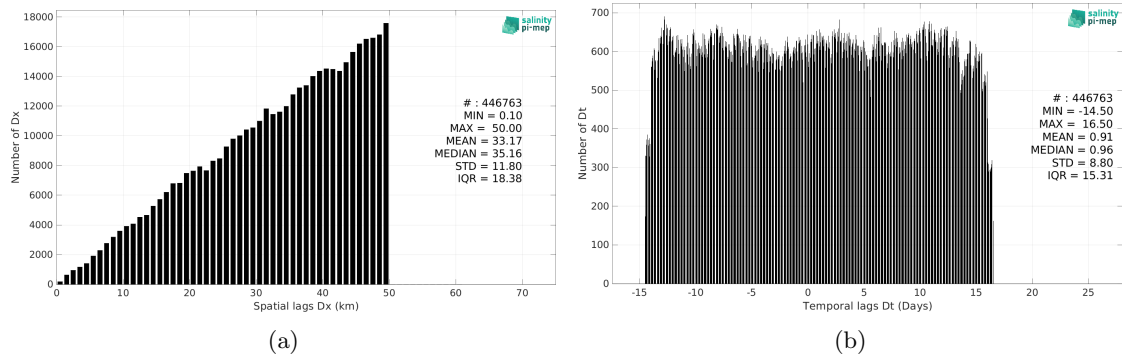 18000
16000
14000
12000
10000
8000
6000
4000
2000
0
Number of Dx
0 10 20 30 40 50 60 70
Spatial lags Dx (km)
salinity
pi-mep
# : 446763
MIN = 0.10
MAX = 50.00
MEAN = 33.17
MEDIAN = 35.16
STD = 11.80
IQR = 18.38
(a)
700
600
500
400
300
200
100
0
Number of Dt
-15 -10 -5 0 5 10 15 20 25
Temporal lags Dt (Days)
salinity
pi-mep
# : 446763
MIN = -14.50
MAX = 16.50
MEAN = 0.91
MEDIAN = 0.96
STD = 8.80
IQR = 15.31
(b)